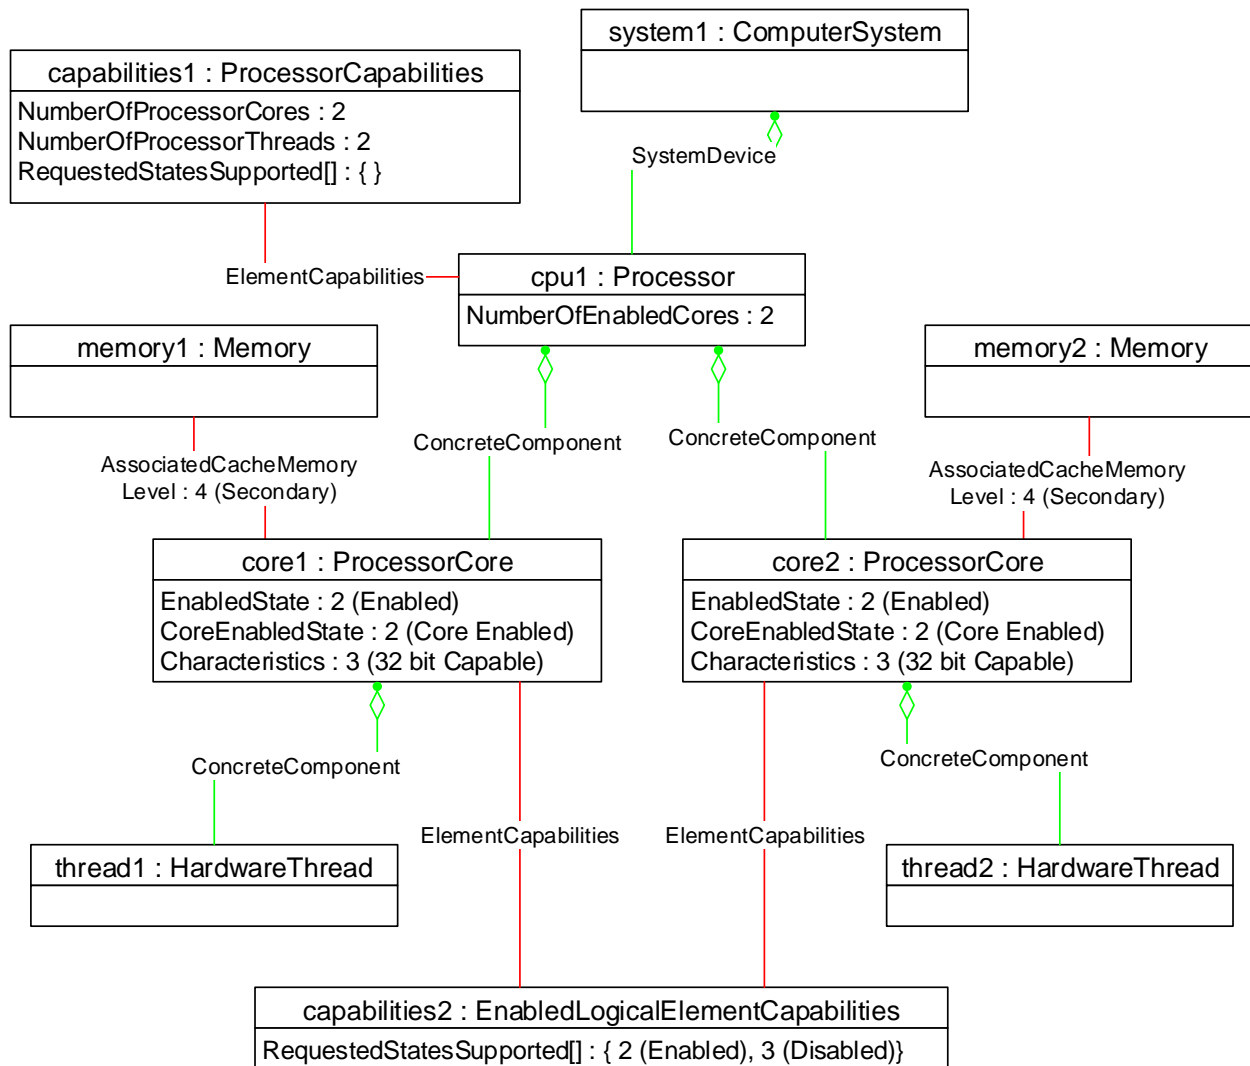 system1 : ComputerSystem
capabilities1 : ProcessorCapabilities
NumberOfProcessorCores : 2
NumberOfProcessorThreads : 2
RequestedStatesSupported[] : { }
SystemDevice
ElementCapabilities
cpu1 : Processor
NumberOfEnabledCores : 2
memory1 : Memory
memory2 : Memory
ConcreteComponent
ConcreteComponent
AssociatedCacheMemory
Level : 4 (Secondary)
AssociatedCacheMemory
Level : 4 (Secondary)
core1 : ProcessorCore
EnabledState : 2 (Enabled)
CoreEnabledState : 2 (Core Enabled)
Characteristics : 3 (32 bit Capable)
core2 : ProcessorCore
EnabledState : 2 (Enabled)
CoreEnabledState : 2 (Core Enabled)
Characteristics : 3 (32 bit Capable)
ConcreteComponent
ConcreteComponent
ElementCapabilities
ElementCapabilities
thread1 : HardwareThread
thread2 : HardwareThread
capabilities2 : EnabledLogicalElementCapabilities
RequestedStatesSupported[] : { 2 (Enabled), 3 (Disabled)}